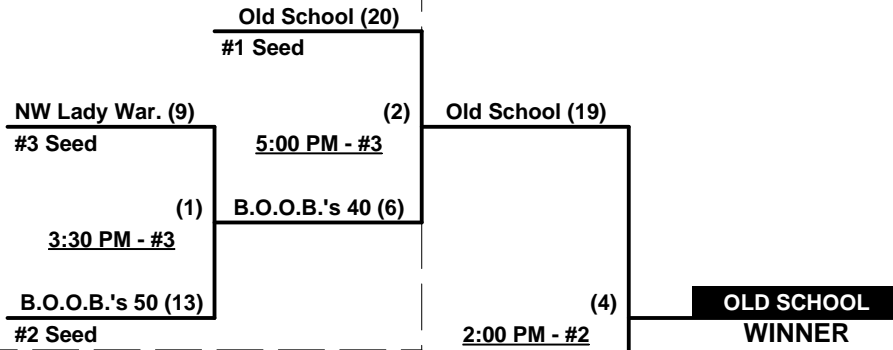 Old School (20)
#1 Seed
NW Lady War. (9)
(2)
Old School (19)
#3 Seed
5:00 PM - #3
(1)
B.O.O.B.'s 40 (6)
3:30 PM - #3
B.O.O.B.'s 50 (13)
(4)
OLD SCHOOL
#2 Seed
2:00 PM - #2
WINNER